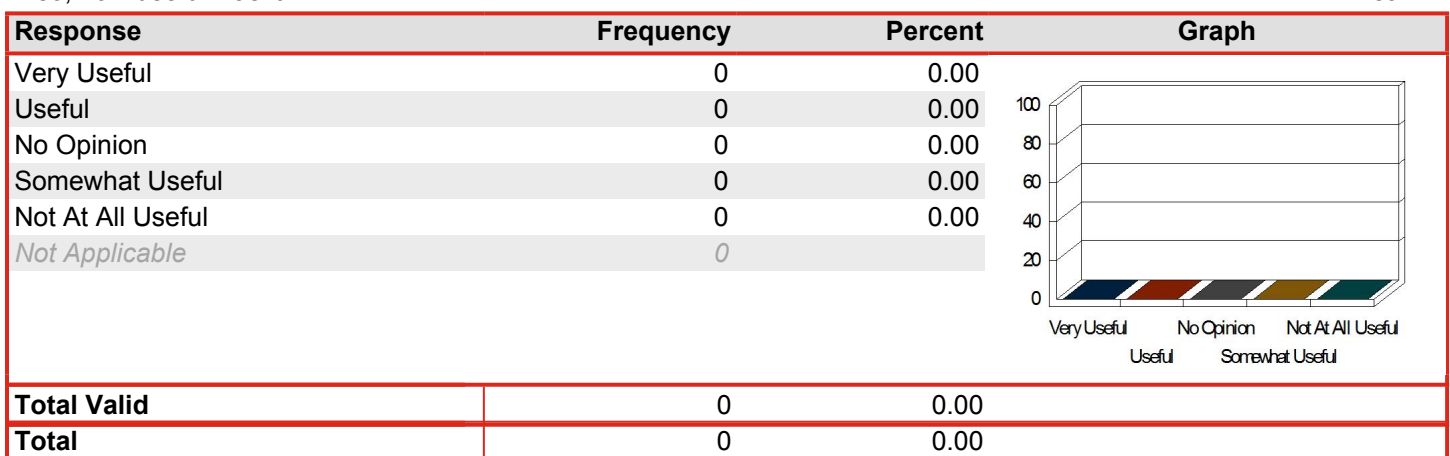 Response Frequency Percent Graph
Very Useful 0 0.00
Useful 0 0.00
No Opinion 0 0.00
Somewhat Useful 0 0.00
Not At All Useful 0 0.00
Not Applicable 0
100
80
60
40
20
0
Very Useful No Opinion Not At All Useful
Useful Somewhat Useful
Total Valid 0 0.00
Total 0 0.00